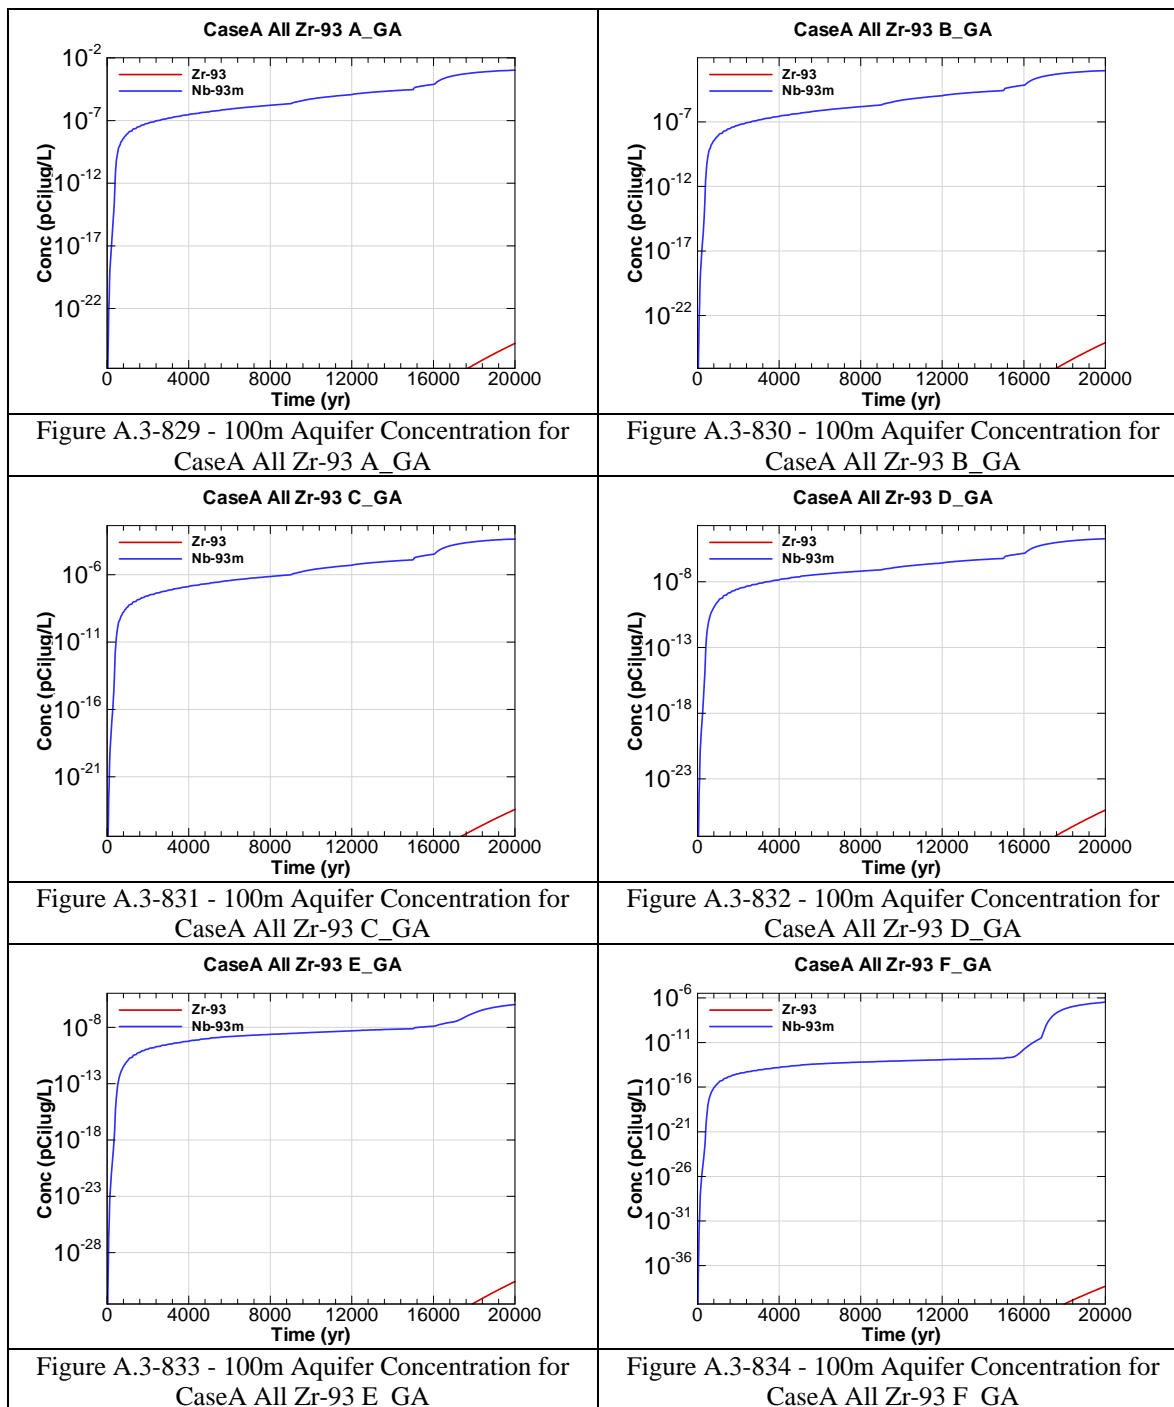 CaseA All Zr-93 A_GA
Zr-93
Nb-93m
10-2
10-7
10-12
10-17
10-22
Conc (pCi|ug/L)
0 4000 8000 12000 16000 20000
Time (yr)
Figure A.3-829 - 100m Aquifer Concentration for
CaseA All Zr-93 A_GA
CaseA All Zr-93 B_GA
Zr-93
Nb-93m
10-7
10-12
10-17
10-22
Conc (pCi|ug/L)
0 4000 8000 12000 16000 20000
Time (yr)
Figure A.3-830 - 100m Aquifer Concentration for
CaseA All Zr-93 B_GA
CaseA All Zr-93 C_GA
Zr-93
Nb-93m
10-6
10-11
10-16
10-21
Conc (pCi|ug/L)
0 4000 8000 12000 16000 20000
Time (yr)
Figure A.3-831 - 100m Aquifer Concentration for
CaseA All Zr-93 C_GA
CaseA All Zr-93 D_GA
Zr-93
Nb-93m
10-8
10-13
10-18
10-23
Conc (pCi|ug/L)
0 4000 8000 12000 16000 20000
Time (yr)
Figure A.3-832 - 100m Aquifer Concentration for
CaseA All Zr-93 D_GA
CaseA All Zr-93 E_GA
Zr-93
Nb-93m
10-8
10-13
10-18
10-23
10-28
Conc (pCi|ug/L)
0 4000 8000 12000 16000 20000
Time (yr)
Figure A.3-833 - 100m Aquifer Concentration for
CaseA All Zr-93 E_GA
CaseA All Zr-93 F_GA
Zr-93
Nb-93m
10-6
10-11
10-16
10-21
10-26
10-31
10-36
Conc (pCi|ug/L)
0 4000 8000 12000 16000 20000
Time (yr)
Figure A.3-834 - 100m Aquifer Concentration for
CaseA All Zr-93 F_GA